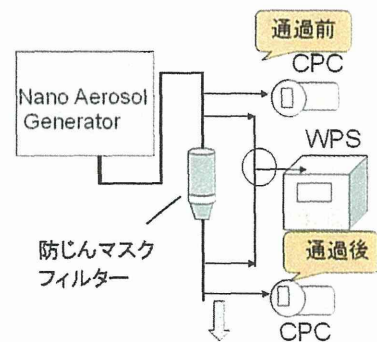 通過前
CPC
Nano Aerosol
Generator
WPS
防じんマスク
フィルター
通過後
CPC